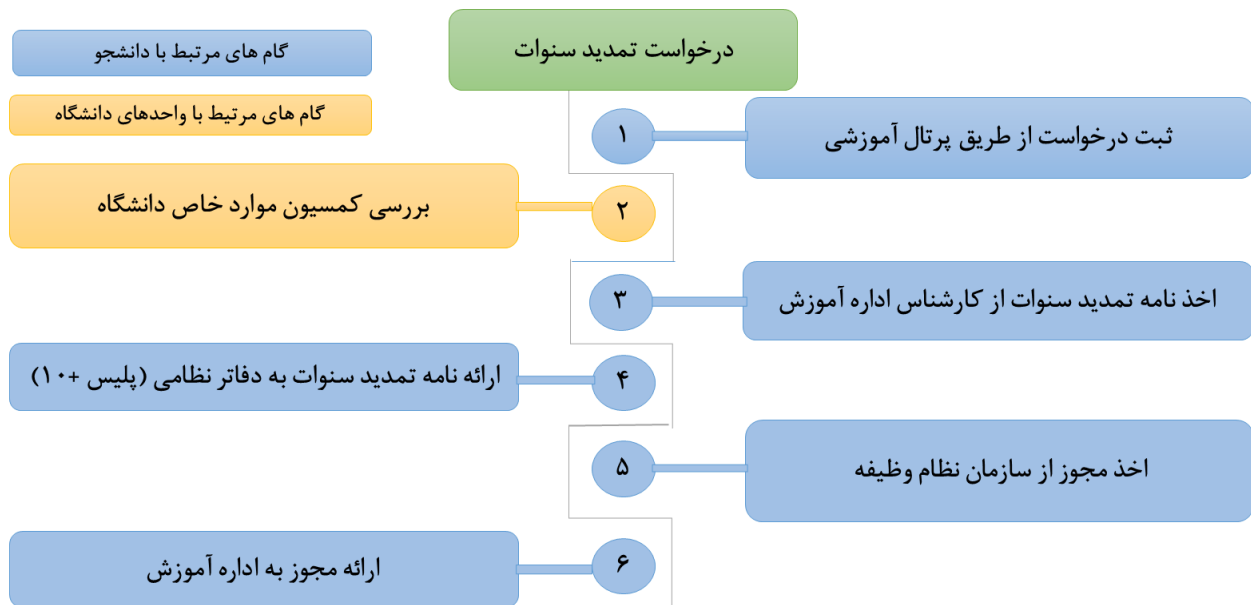 درخواست تمدید سنوات
گام های مرتبط با دانشجو
گام های مرتیط با واحدهای دانشگاه
۱
ثبت درخواست از طریق پرتال آموزشی
۲
بررسی کمسیون موارد خاص دانشگاه
۳
اخذ نامه تمدید سنوات از کارشناس اداره آموزش
۴
ارائه نامه تمدید سنوات به دفاتر نظامی (پلیس +۱۰)
۵
اخذ مجوز از سازمان نظام وظیفه
۶
ارائه مجوز به اداره آموزش